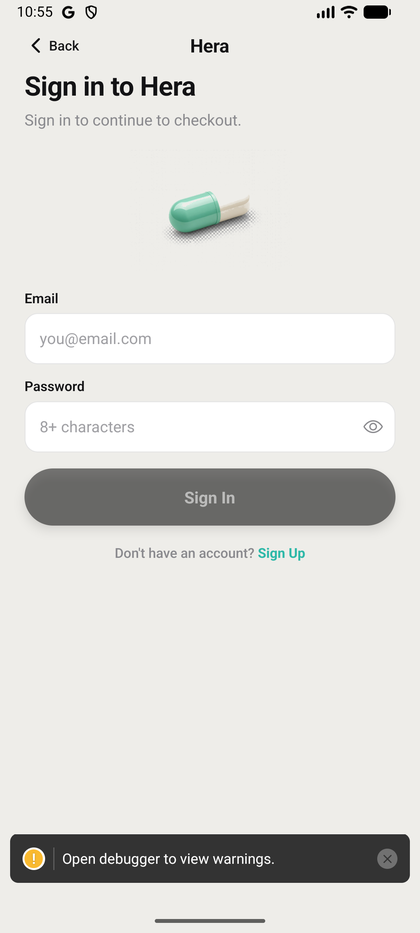 10:55
Back
Hera
Sign in to Hera
Sign in to continue to checkout.
Email
you@email.com
Password
8+ characters
Sign In
Don't have an account? Sign Up
! Open debugger to view warnings.